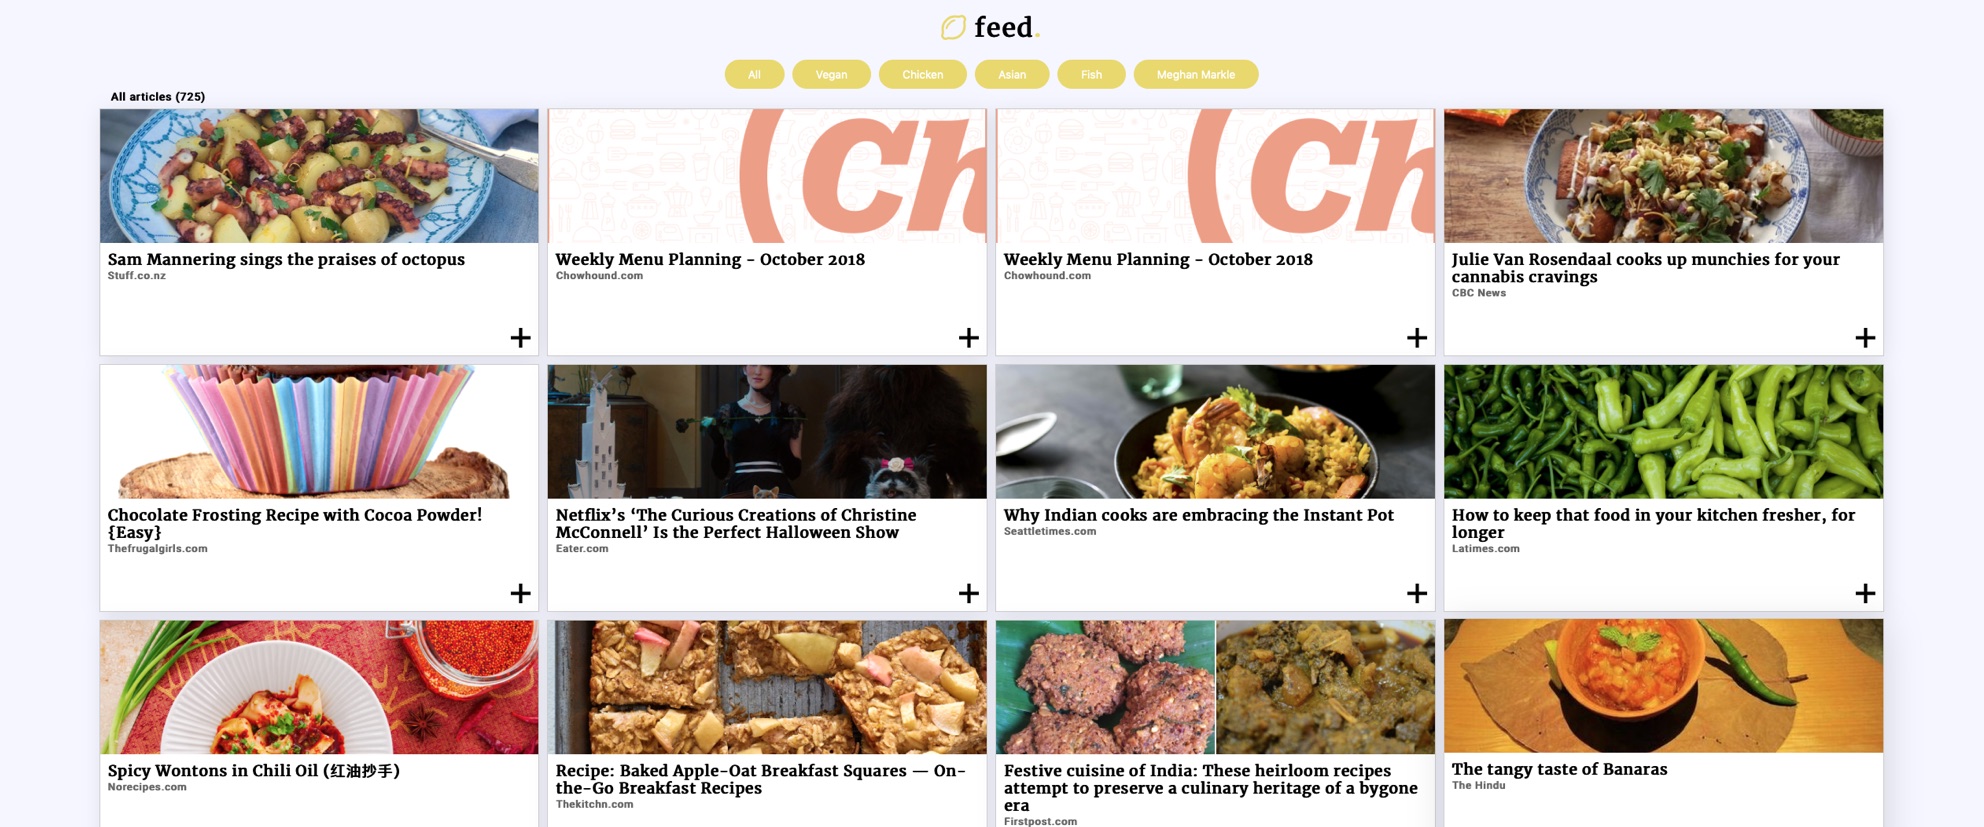 feed.
All
Vegan
Chicken
Asian
Fish
Meghan Markle
All articles (725)
(Ch
(Ch
Sam Mannering sings the praises of octopus
Stuff.co.nz
Weekly Menu Planning - October 2018
Chowhound.com
Weekly Menu Planning - October 2018
Chowhound.com
Julie Van Rosendaal cooks up munchies for your
cannabis cravings
CBC News
Chocolate Frosting Recipe with Cocoa Powder!
{Easy}
Thefrugalgirls.com
Netflix’s ‘The Curious Creations of Christine
McConnell’ Is the Perfect Halloween Show
Eater.com
Why Indian cooks are embracing the Instant Pot
Seattletimes.com
How to keep that food in your kitchen fresher, for
longer
Latimes.com
Spicy Wontons in Chili Oil (红油抄手)
Norecipes.com
Recipe: Baked Apple-Oat Breakfast Squares — On-
the-Go Breakfast Recipes
Thekitchn.com
Festive cuisine of India: These heirloom recipes
attempt to preserve a culinary heritage of a bygone
era
Firstpost.com
The tangy taste of Banaras
The Hindu